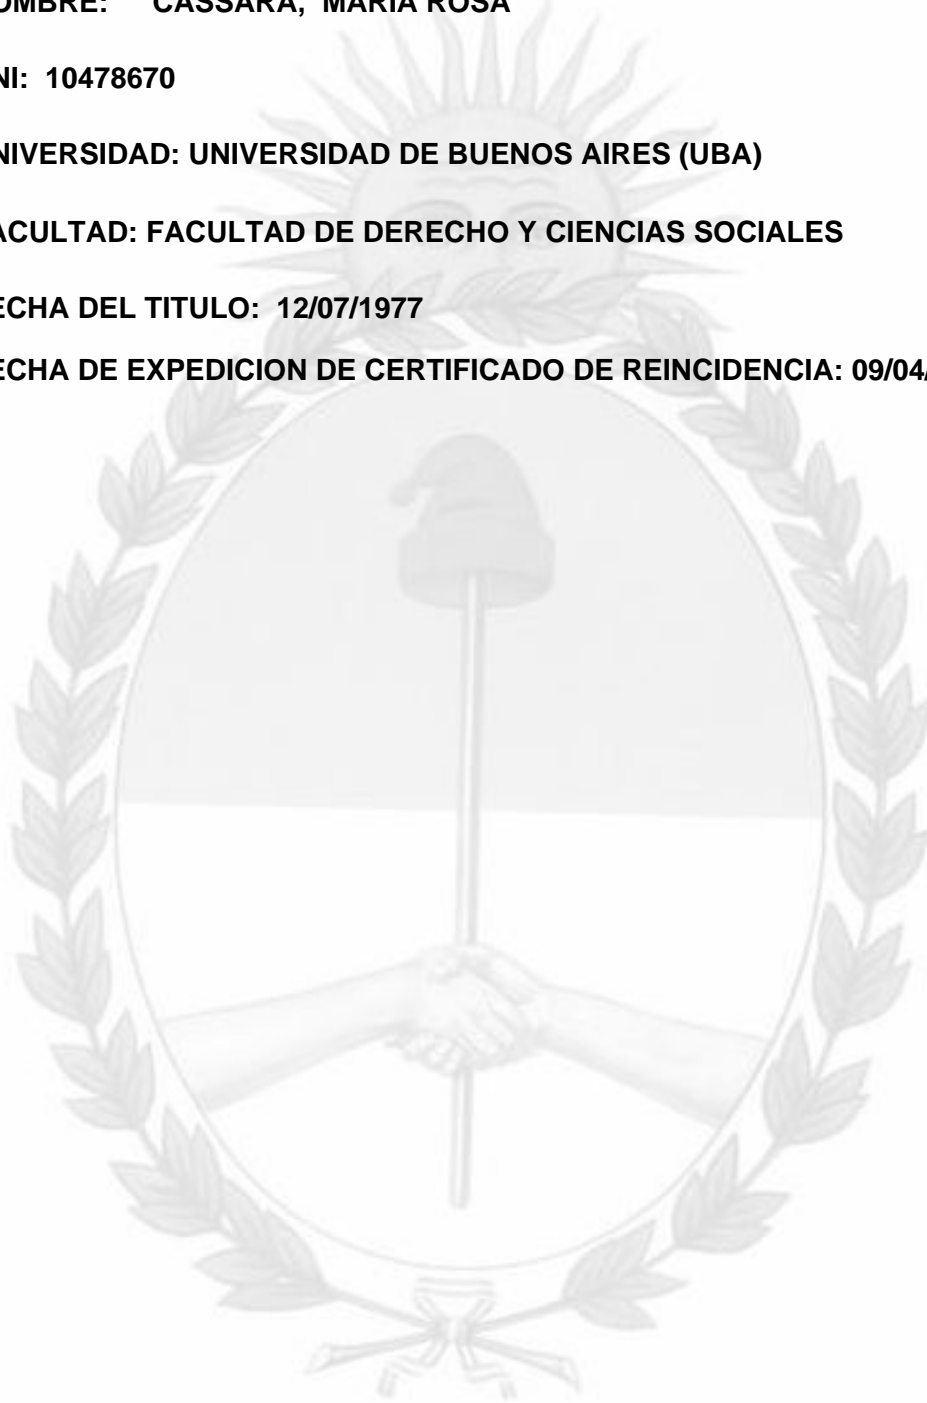 OMBRE: CASSARA, MARIA ROSA
NI: 10478670
NIVERSIDAD: UNIVERSIDAD DE BUENOS AIRES (UBA)
ACULTAD: FACULTAD DE DERECHO Y CIENCIAS SOCIALES
ECHA DEL TITULO: 12/07/1977
ECHA DE EXPEDICION DE CERTIFICADO DE REINCIDENCIA: 09/04/